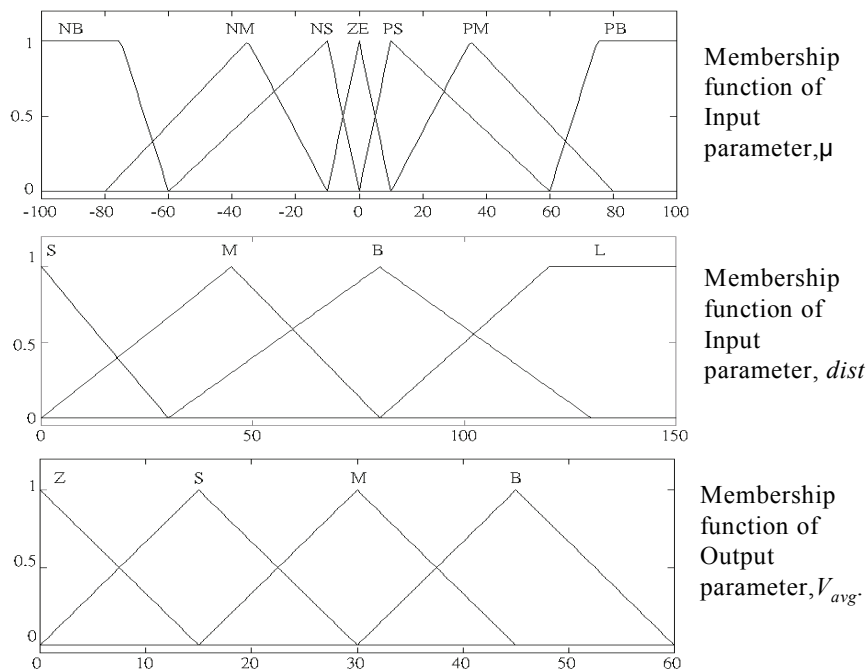 NB NM NS ZE PS PM PB
1
0.5
0
-100 -80 -60 -40 -20 0 20 40 60 80 100
Membership
function of
Input
parameter,μ
S M B L
1
0.5
0
0 50 100 150
Membership
function of
Input
parameter, dist
Z S M B
1
0.5
0
0 10 20 30 40 50 60
Membership
function of
Output
parameter,Vavg.